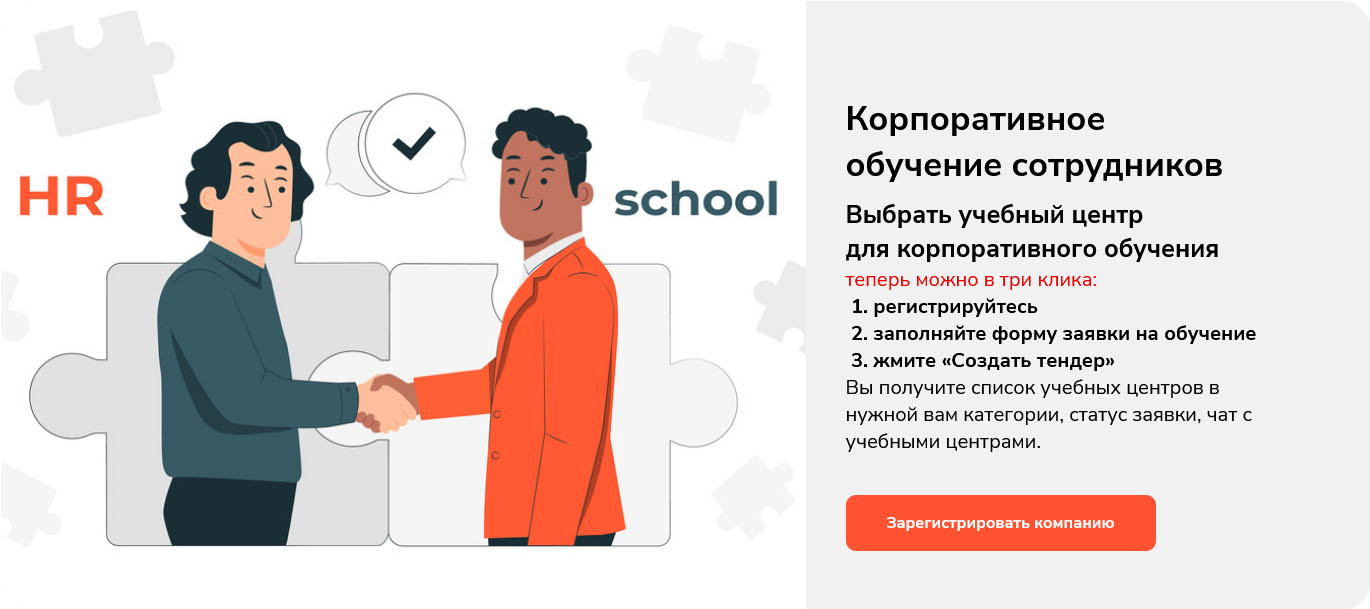 HR
school
Корпоративное
обучение сотрудников
Выбрать учебный центр
для корпоративного обучения
теперь можно в три клика:
1. регистрируйтесь
2. заполняйте форму заявки на обучение
3. жмите «Создать тендер»
Вы получите список учебных центров в
нужной вам категории, статус заявки, чат с
учебными центрами.
Зарегистрировать компанию